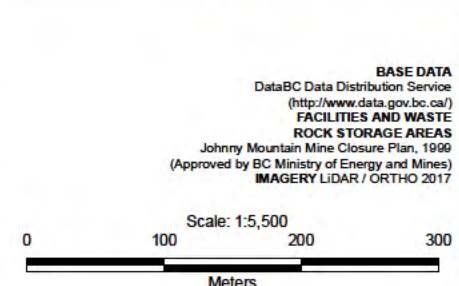 BASE DATA
DataBC Data Distribution Service
(http://www.data.gov.bc.ca/)
FACILITIES AND WASTE
ROCK STORAGE AREAS
Johnny Mountain Mine Closure Plan, 1999
(Approved by BC Ministry of Energy and Mines)
IMAGERY LiDAR / ORTHO 2017
Scale: 1:5,500
0 100 200 300
Meters